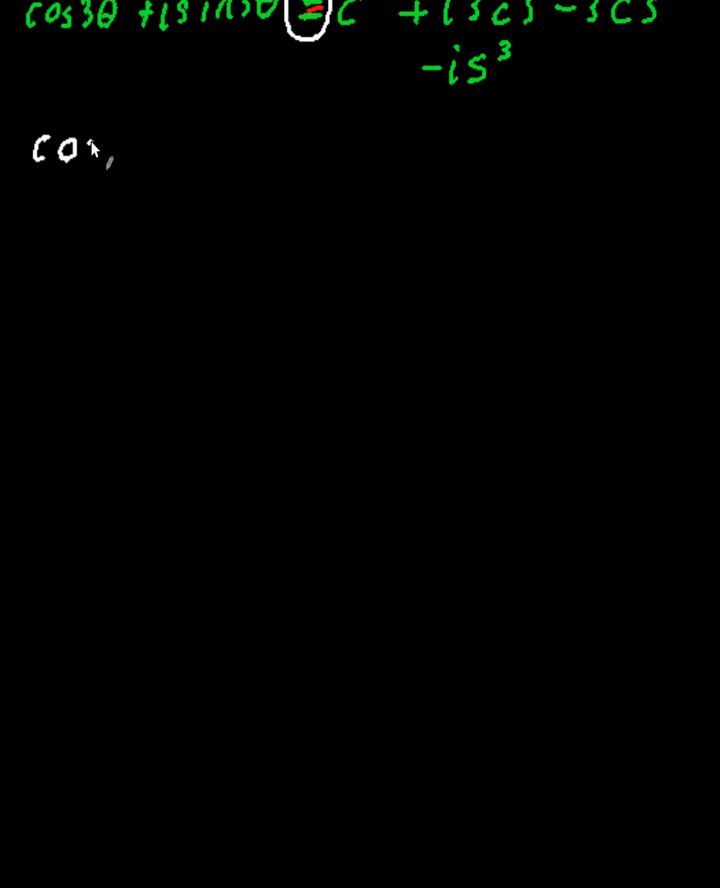 cos3θ +isin3θ = c +i3cs -3cs
-is³
co